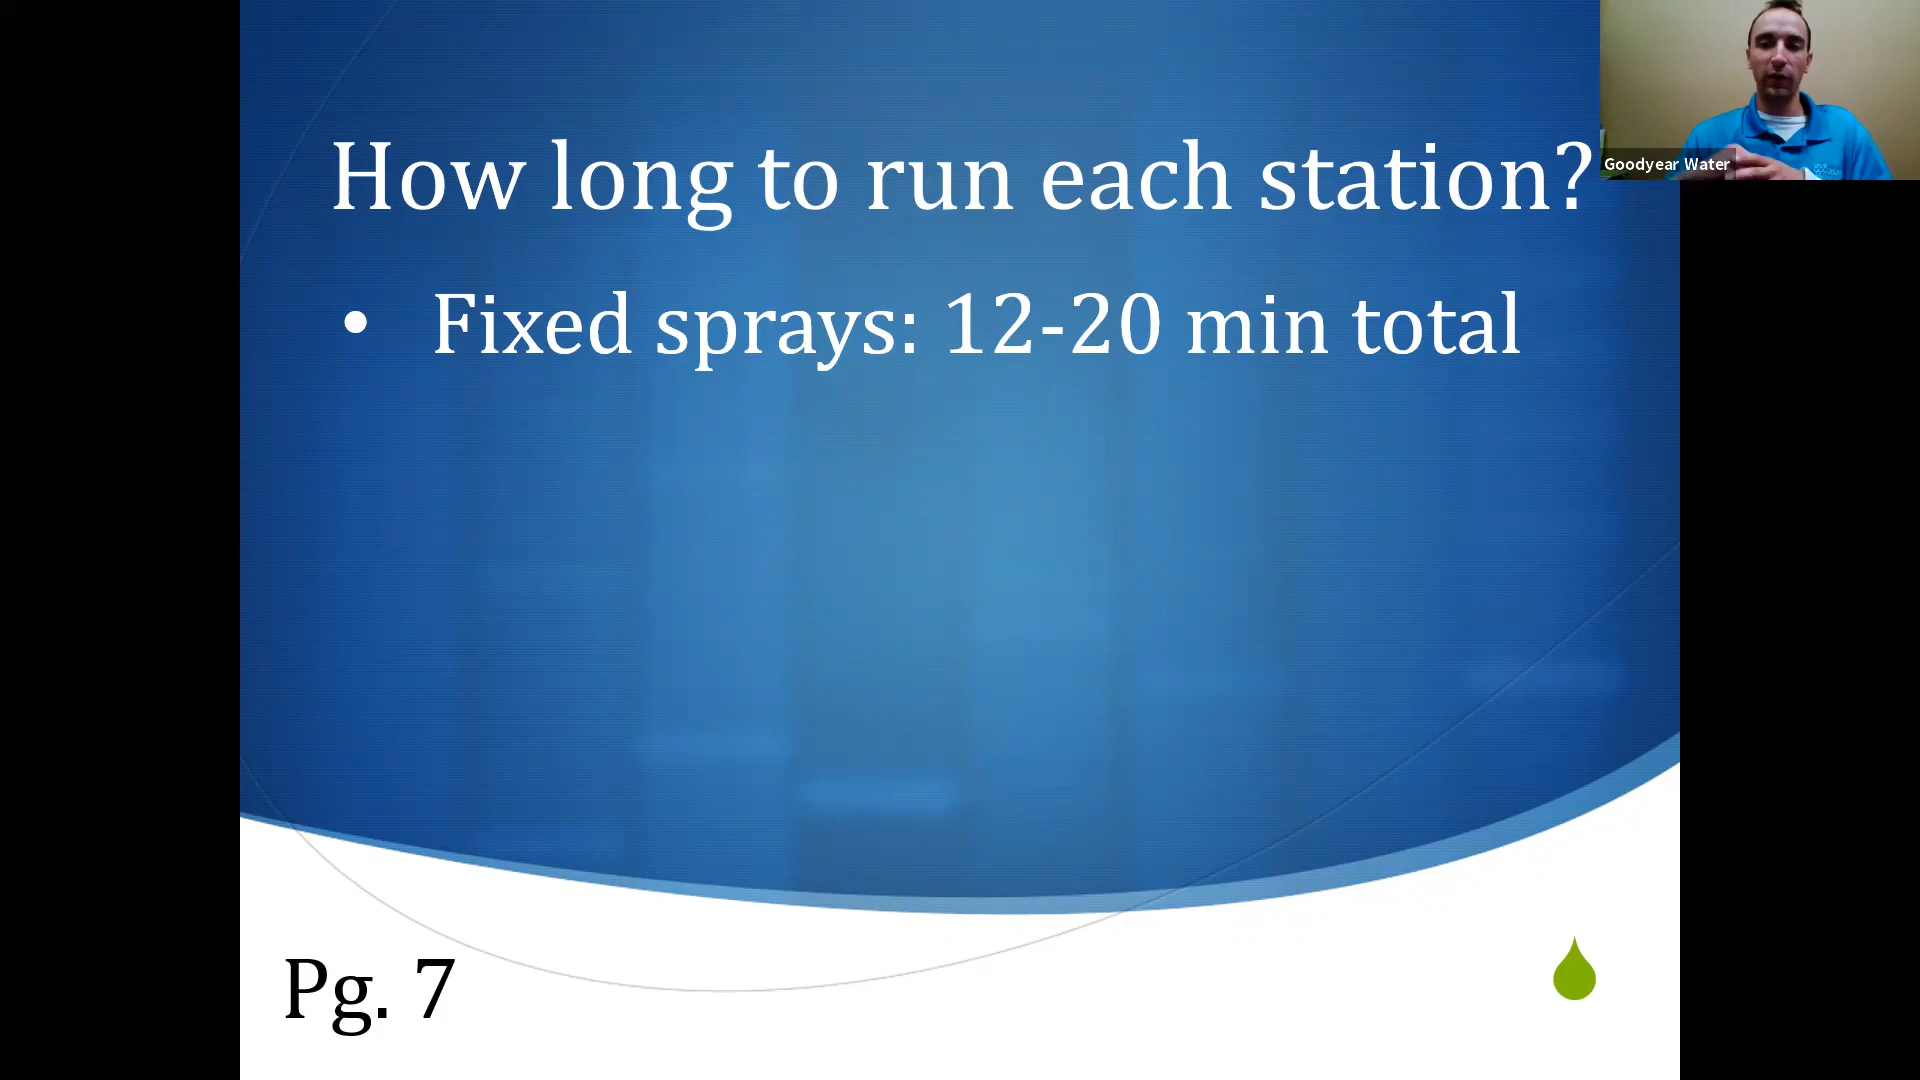 How long to run each station?
• Fixed sprays: 12-20 min total
Goodyear Water
Pg. 7